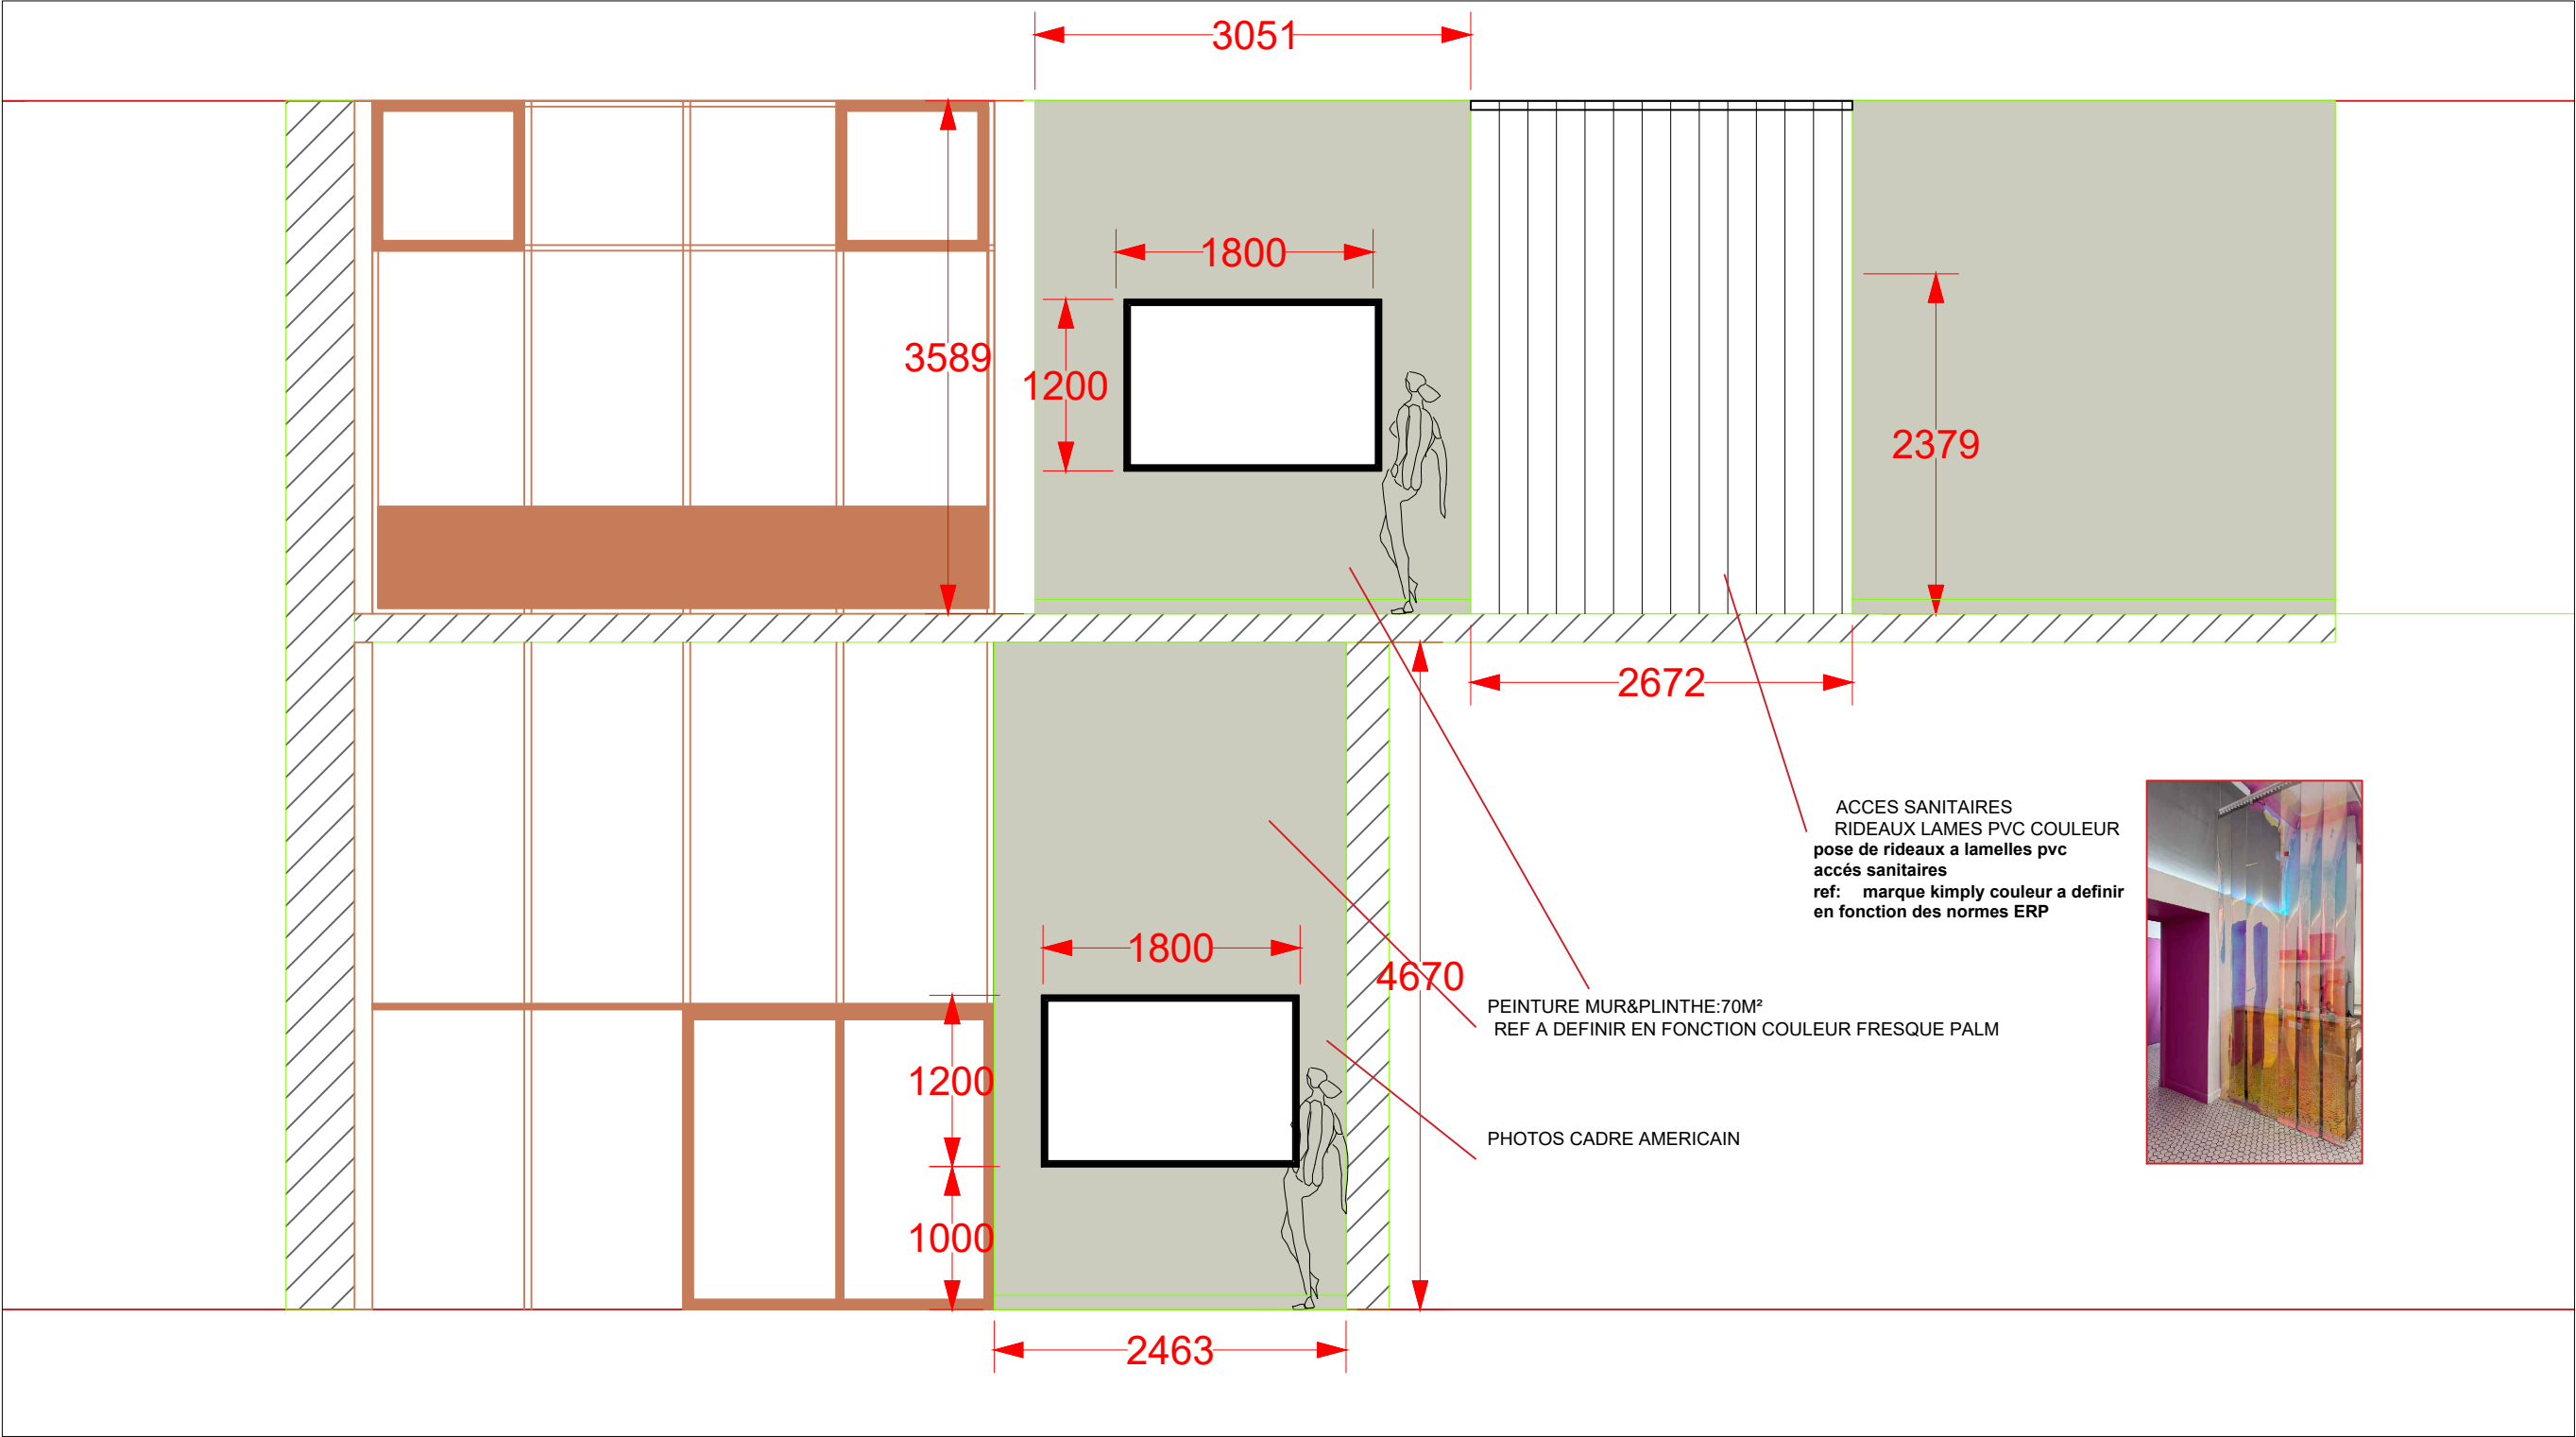 3051
1800
3589
1200
2379
2672
ACCES SANITAIRES
RIDEAUX LAMES PVC COULEUR
pose de rideaux a lamelles pvc
accés sanitaires
ref: marque kimply couleur a definir
en fonction des normes ERP
1800
4670
PEINTURE MUR&PLINTHE:70M²
REF A DEFINIR EN FONCTION COULEUR FRESQUE PALM
1200
PHOTOS CADRE AMERICAIN
1000
2463